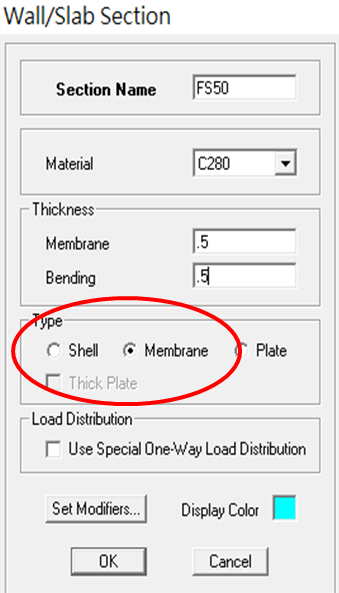 Wall/Slab Section
Section Name FS50
Material C280
Thickness
Membrane .5
Bending .5
Type
Shell Membrane Plate
Thick Plate
Load Distribution
Use Special One-Way Load Distribution
Set Modifiers... Display Color
OK Cancel